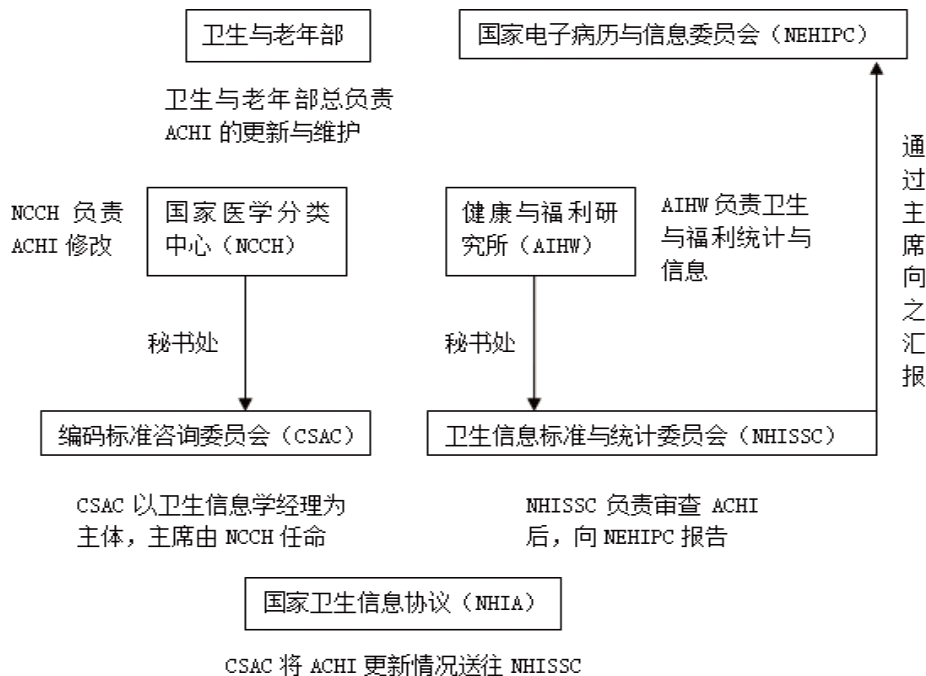 卫生与老年部
国家电子病历与信息委员会（NEHIPC）
卫生与老年部总负责
ACHI 的更新与维护
NCCH 负责
ACHI 修改
国家医学分类
中心（NCCH）
健康与福利研
究所（AIHW）
AIHW 负责卫生
与福利统计与
信息
通过主席向之汇报
秘书处
秘书处
编码标准咨询委员会（CSAC）
卫生信息标准与统计委员会（NHISSC）
CSAC 以卫生信息学经理为
主体，主席由 NCCH 任命
NHISSC 负责审查 ACHI
后，向 NEHIPC 报告
国家卫生信息协议（NHIA）
CSAC 将 ACHI 更新情况送往 NHISSC